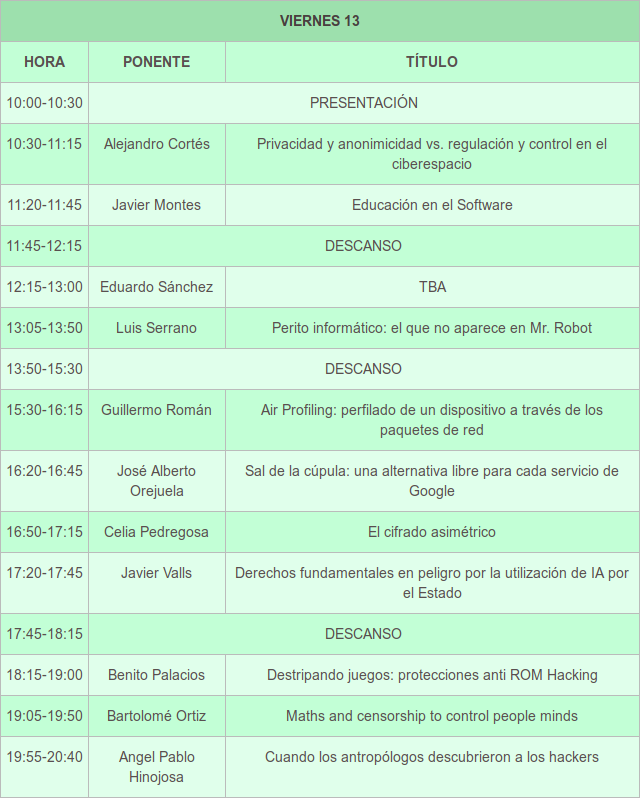 VIERNES 13
HORA PONENTE TÍTULO
10:00-10:30 PRESENTACIÓN
10:30-11:15 Alejandro Cortés Privacidad y anonimicidad vs. regulación y control en el
ciberespacio
11:20-11:45 Javier Montes Educación en el Software
11:45-12:15 DESCANSO
12:15-13:00 Eduardo Sánchez TBA
13:05-13:50 Luis Serrano Perito informático: el que no aparece en Mr. Robot
13:50-15:30 DESCANSO
15:30-16:15 Guillermo Román Air Profiling: perfilado de un dispositivo a través de los
paquetes de red
16:20-16:45 José Alberto Sal de la cúpula: una alternativa libre para cada servicio de
Orejuela Google
16:50-17:15 Celia Pedregosa El cifrado asimétrico
17:20-17:45 Javier Valls Derechos fundamentales en peligro por la utilización de IA por
el Estado
17:45-18:15 DESCANSO
18:15-19:00 Benito Palacios Destripando juegos: protecciones anti ROM Hacking
19:05-19:50 Bartolomé Ortiz Maths and censorship to control people minds
19:55-20:40 Angel Pablo Cuando los antropólogos descubrieron a los hackers
Hinojosa